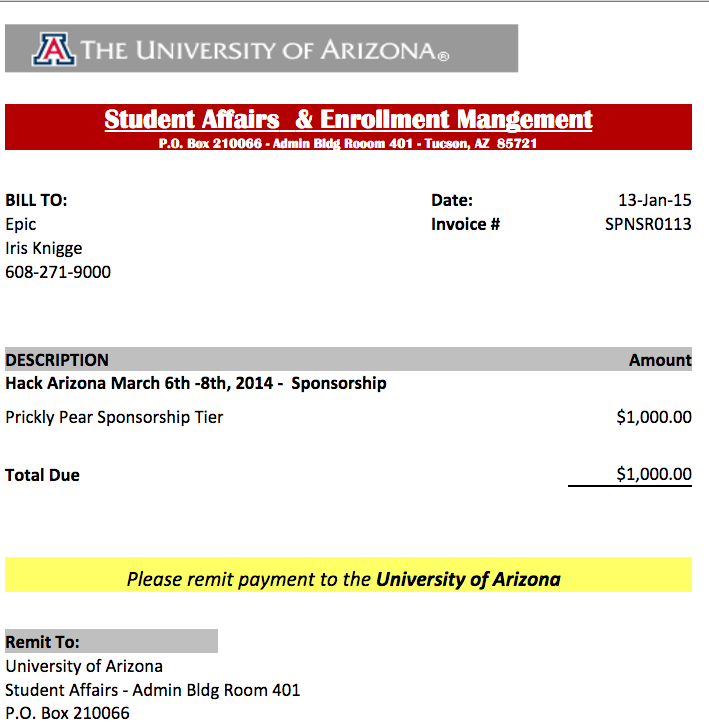 A THE UNIVERSITY OF ARIZONA®
Student Affairs & Enrollment Mangement
P.O. Box 210066 - Admin Bldg Rooom 401 - Tucson, AZ 85721
BILL TO: Date: 13-Jan-15
Epic Invoice # SPNSR0113
Iris Knigge
608-271-9000
DESCRIPTION Amount
Hack Arizona March 6th -8th, 2014 - Sponsorship
Prickly Pear Sponsorship Tier $1,000.00
Total Due $1,000.00
Please remit payment to the University of Arizona
Remit To:
University of Arizona
Student Affairs - Admin Bldg Room 401
P.O. Box 210066